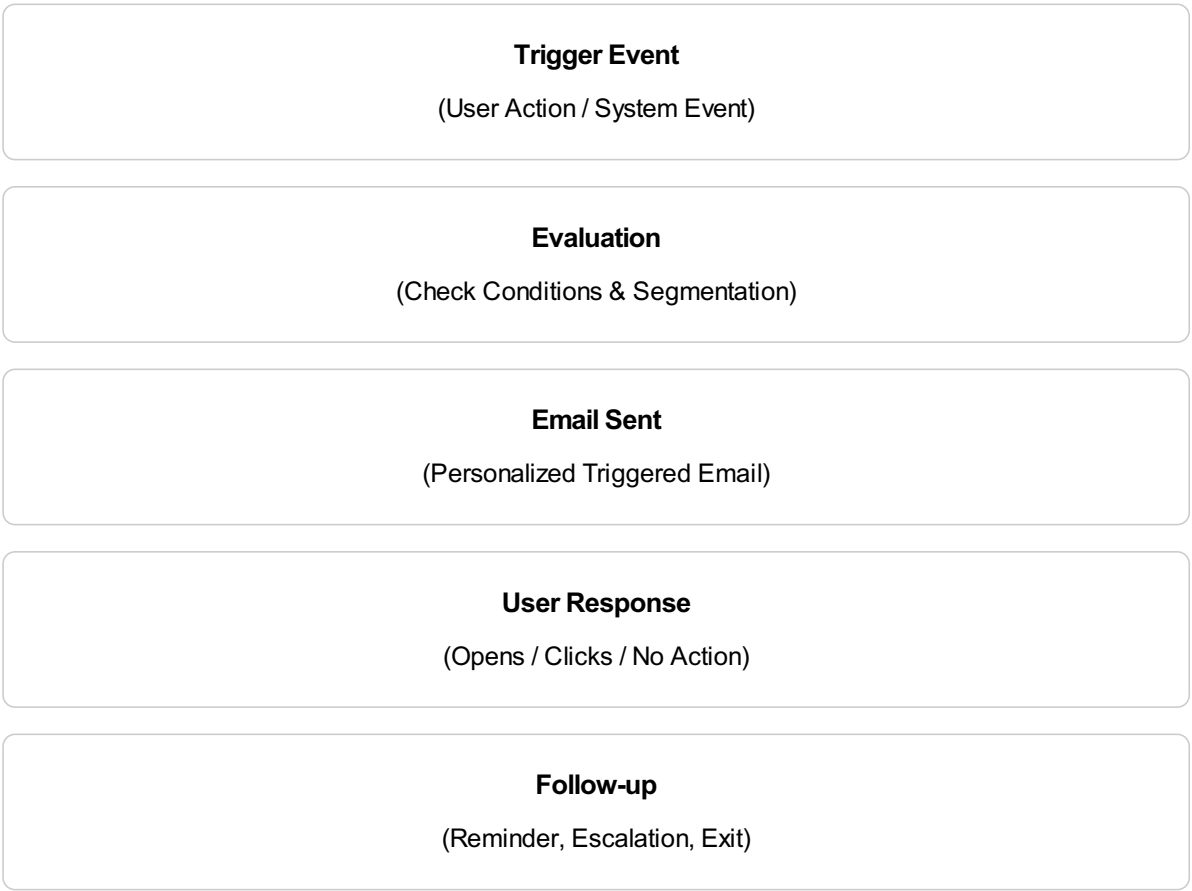 Trigger Event
(User Action / System Event)
Evaluation
(Check Conditions & Segmentation)
Email Sent
(Personalized Triggered Email)
User Response
(Opens / Clicks / No Action)
Follow-up
(Reminder, Escalation, Exit)